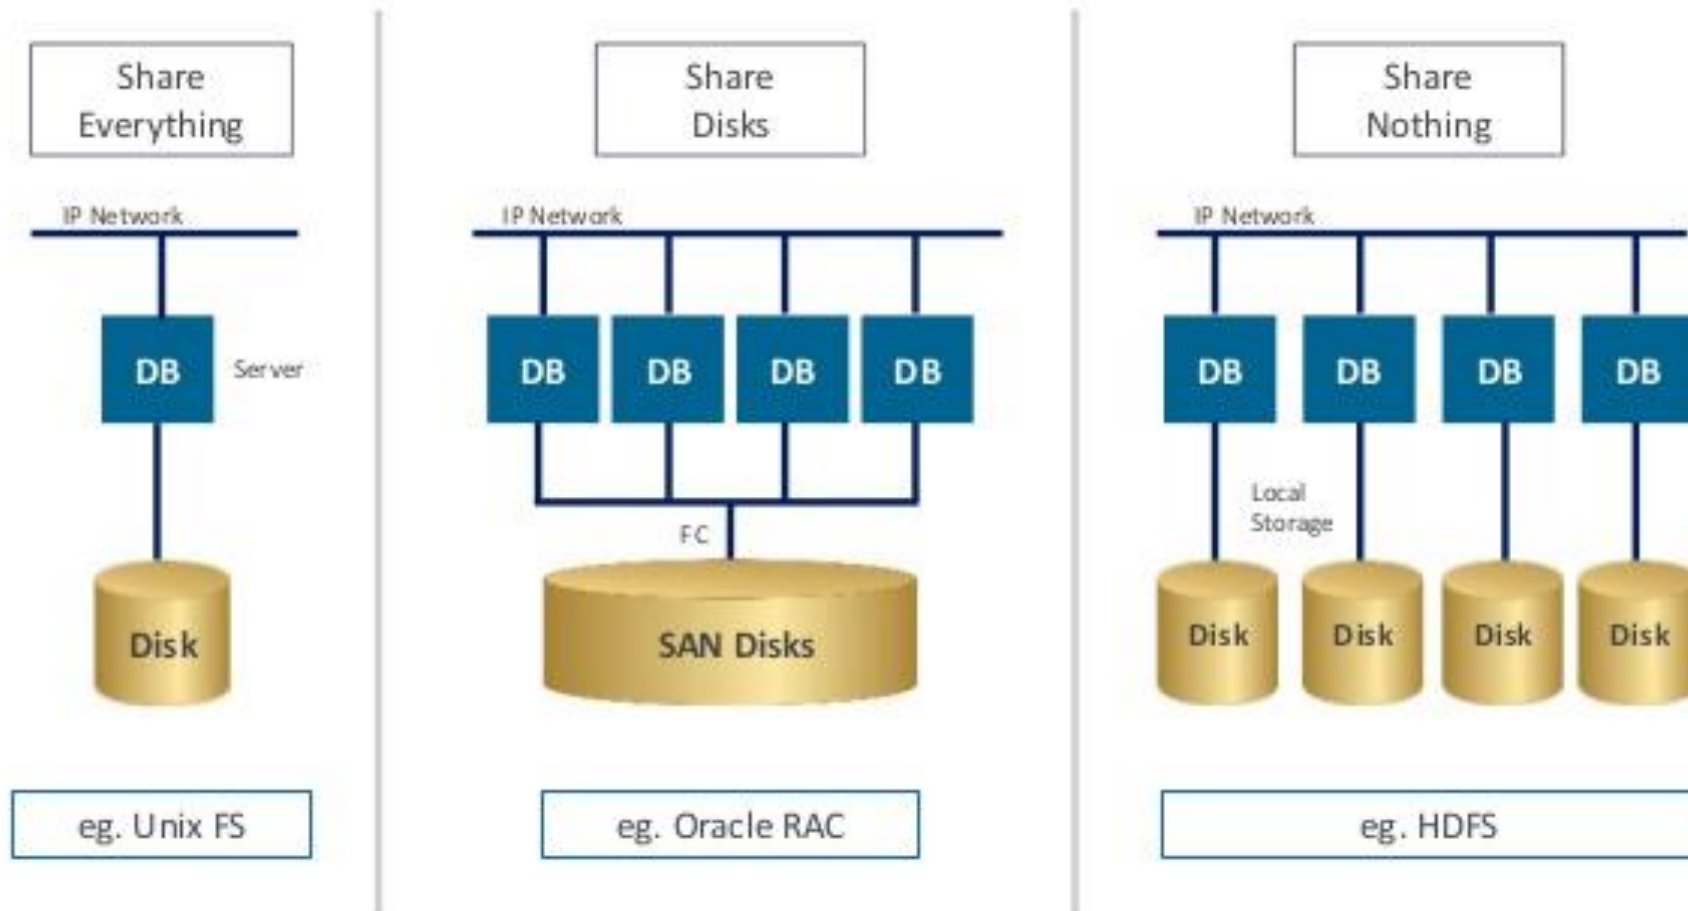 Share
Everything
IP Network
DB
Server
Disk
eg. Unix FS
Share
Disks
IP Network
DB DB DB DB
FC
SAN Disks
eg. Oracle RAC
Share
Nothing
IP Network
DB DB DB DB
Local
Storage
Disk Disk Disk Disk
eg. HDFS